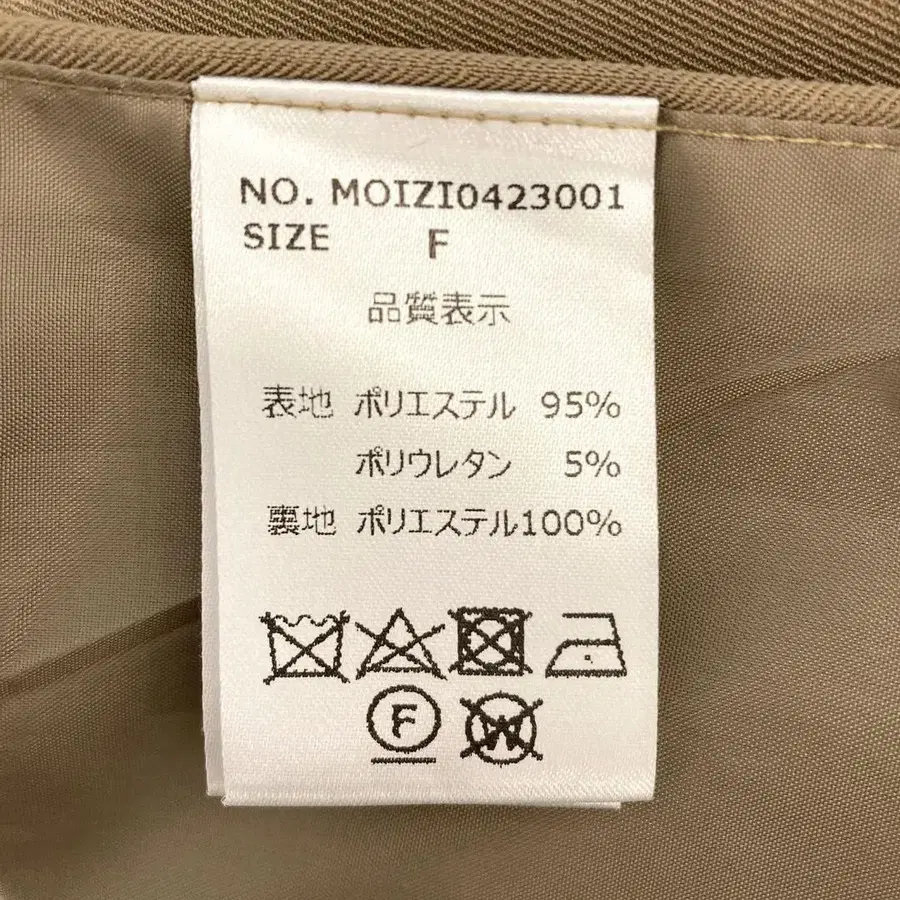 NO. MOIZI0423001
SIZE F
品質表示
表地 ポリエステル 95%
ポリウレタン 5%
裏地 ポリエステル100%
F
W